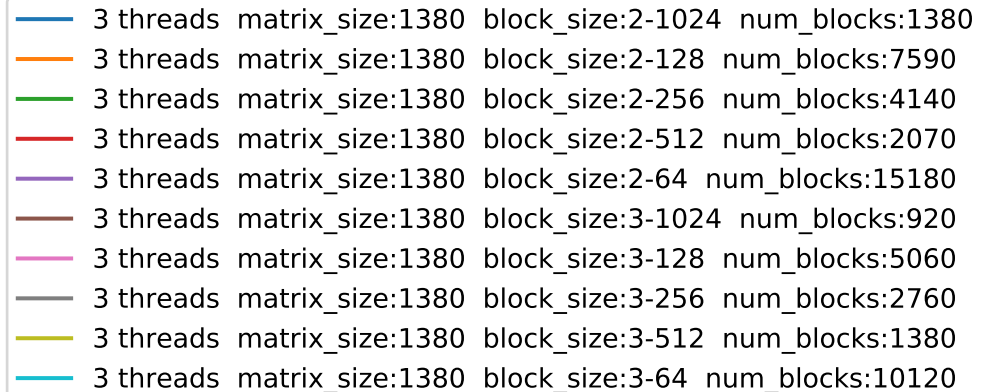 3 threads matrix_size:1380 block_size:2-1024 num_blocks:1380
3 threads matrix_size:1380 block_size:2-128 num_blocks:7590
3 threads matrix_size:1380 block_size:2-256 num_blocks:4140
3 threads matrix_size:1380 block_size:2-512 num_blocks:2070
3 threads matrix_size:1380 block_size:2-64 num_blocks:15180
3 threads matrix_size:1380 block_size:3-1024 num_blocks:920
3 threads matrix_size:1380 block_size:3-128 num_blocks:5060
3 threads matrix_size:1380 block_size:3-256 num_blocks:2760
3 threads matrix_size:1380 block_size:3-512 num_blocks:1380
3 threads matrix_size:1380 block_size:3-64 num_blocks:10120